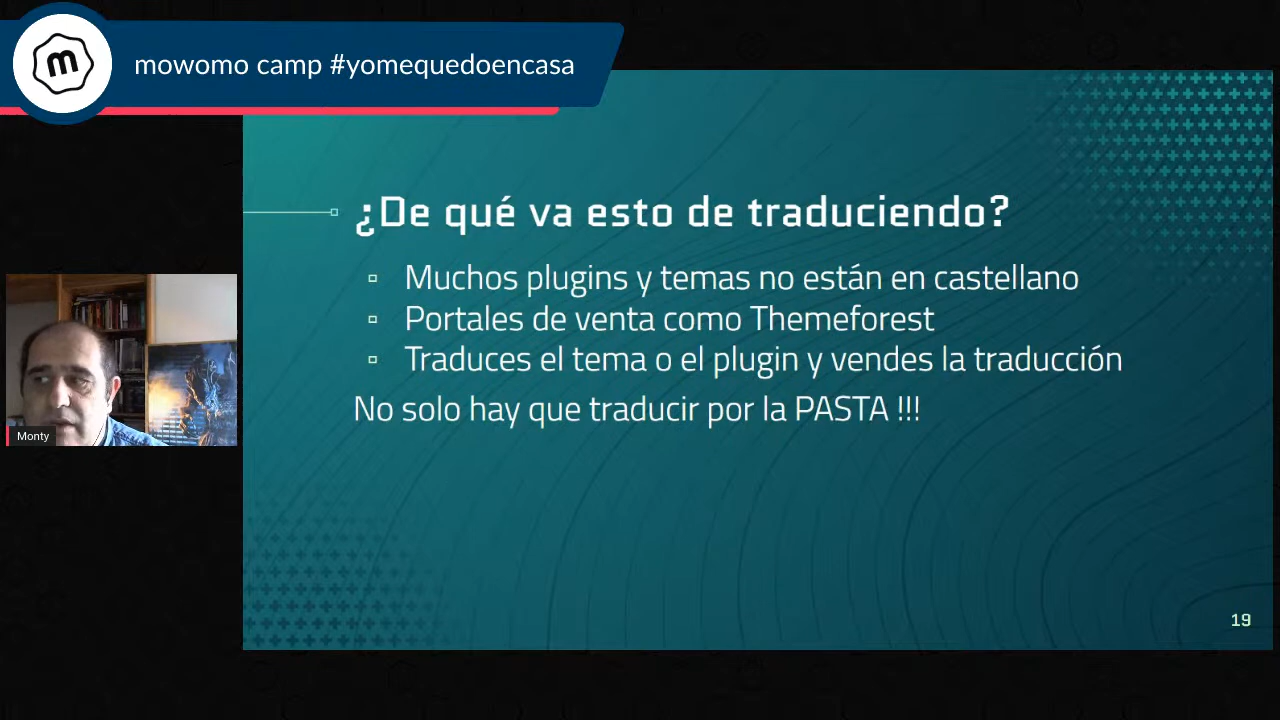 m
mowomo camp #yomequedoencasa
¿De qué va esto de traduciendo?
Muchos plugins y temas no están en castellano
Portales de venta como Themeforest
Traduces el tema o el plugin y vendes la traducción
No solo hay que traducir por la PASTA !!!
Monty
19